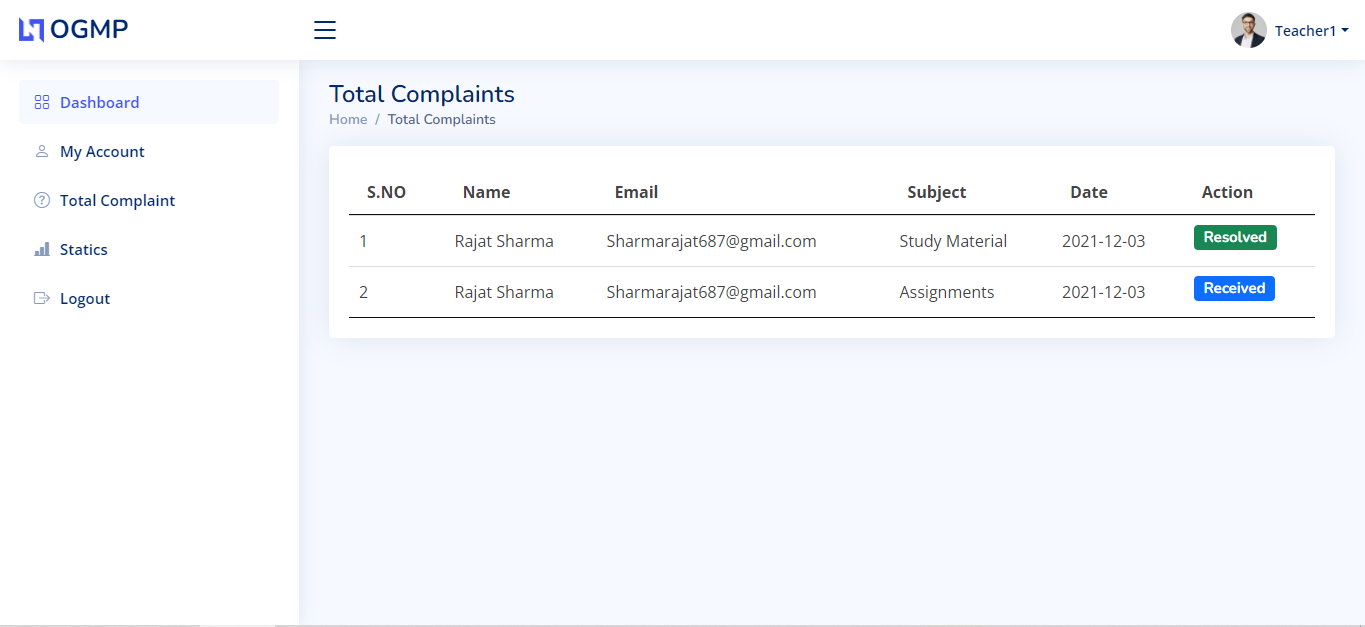 OGMP
Teacher1
Dashboard
My Account
Total Complaint
Statics
Logout
Total Complaints
Home / Total Complaints
S.NO Name Email Subject Date Action
1 Rajat Sharma Sharmarajat687@gmail.com Study Material 2021-12-03 Resolved
2 Rajat Sharma Sharmarajat687@gmail.com Assignments 2021-12-03 Received